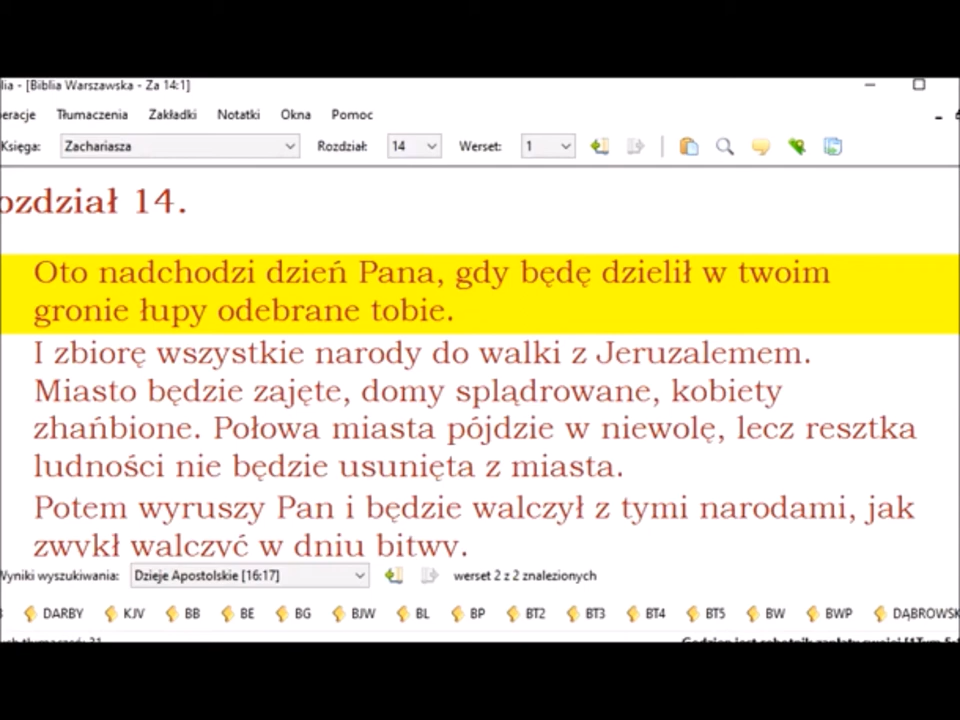 lia - [Biblia Warszawska - Za 14:1]
eracje Tłumaczenia Zakładki Notatki Okna Pomoc
Księga: Zachariasza Rozdział: 14 Werset: 1
ozdział 14.
Oto nadchodzi dzień Pana, gdy będę dzielił w twoim
gronie łupy odebrane tobie.
I zbiorę wszystkie narody do walki z Jeruzalemem.
Miasto będzie zajęte, domy splądrowane, kobiety
zhańbione. Połowa miasta pójdzie w niewolę, lecz resztka
ludności nie będzie usunięta z miasta.
Potem wyruszy Pan i będzie walczył z tymi narodami, jak
zwykł walczyć w dniu bitwy.
Wyniki wyszukiwania: Dzieje Apostolskie [16:17] werset 2 z 2 znalezionych
DARBY KJV BB BE BG BJW BL BP BT2 BT3 BT4 BT5 BW BWP DĄBROWSK